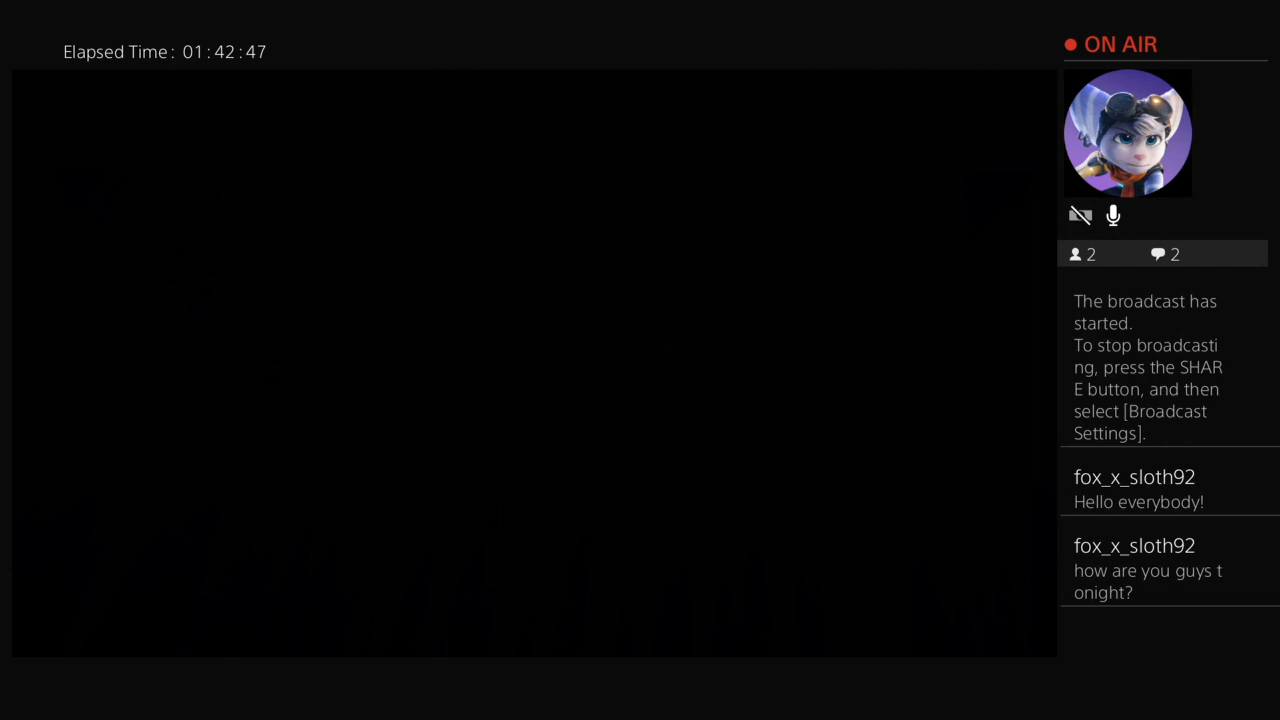 Elapsed Time: 01:42:47
ON AIR
2 2
The broadcast has
started.
To stop broadcasti
ng, press the SHAR
E button, and then
select [Broadcast
Settings].
fox_x_sloth92
Hello everybody!
fox_x_sloth92
how are you guys t
onight?